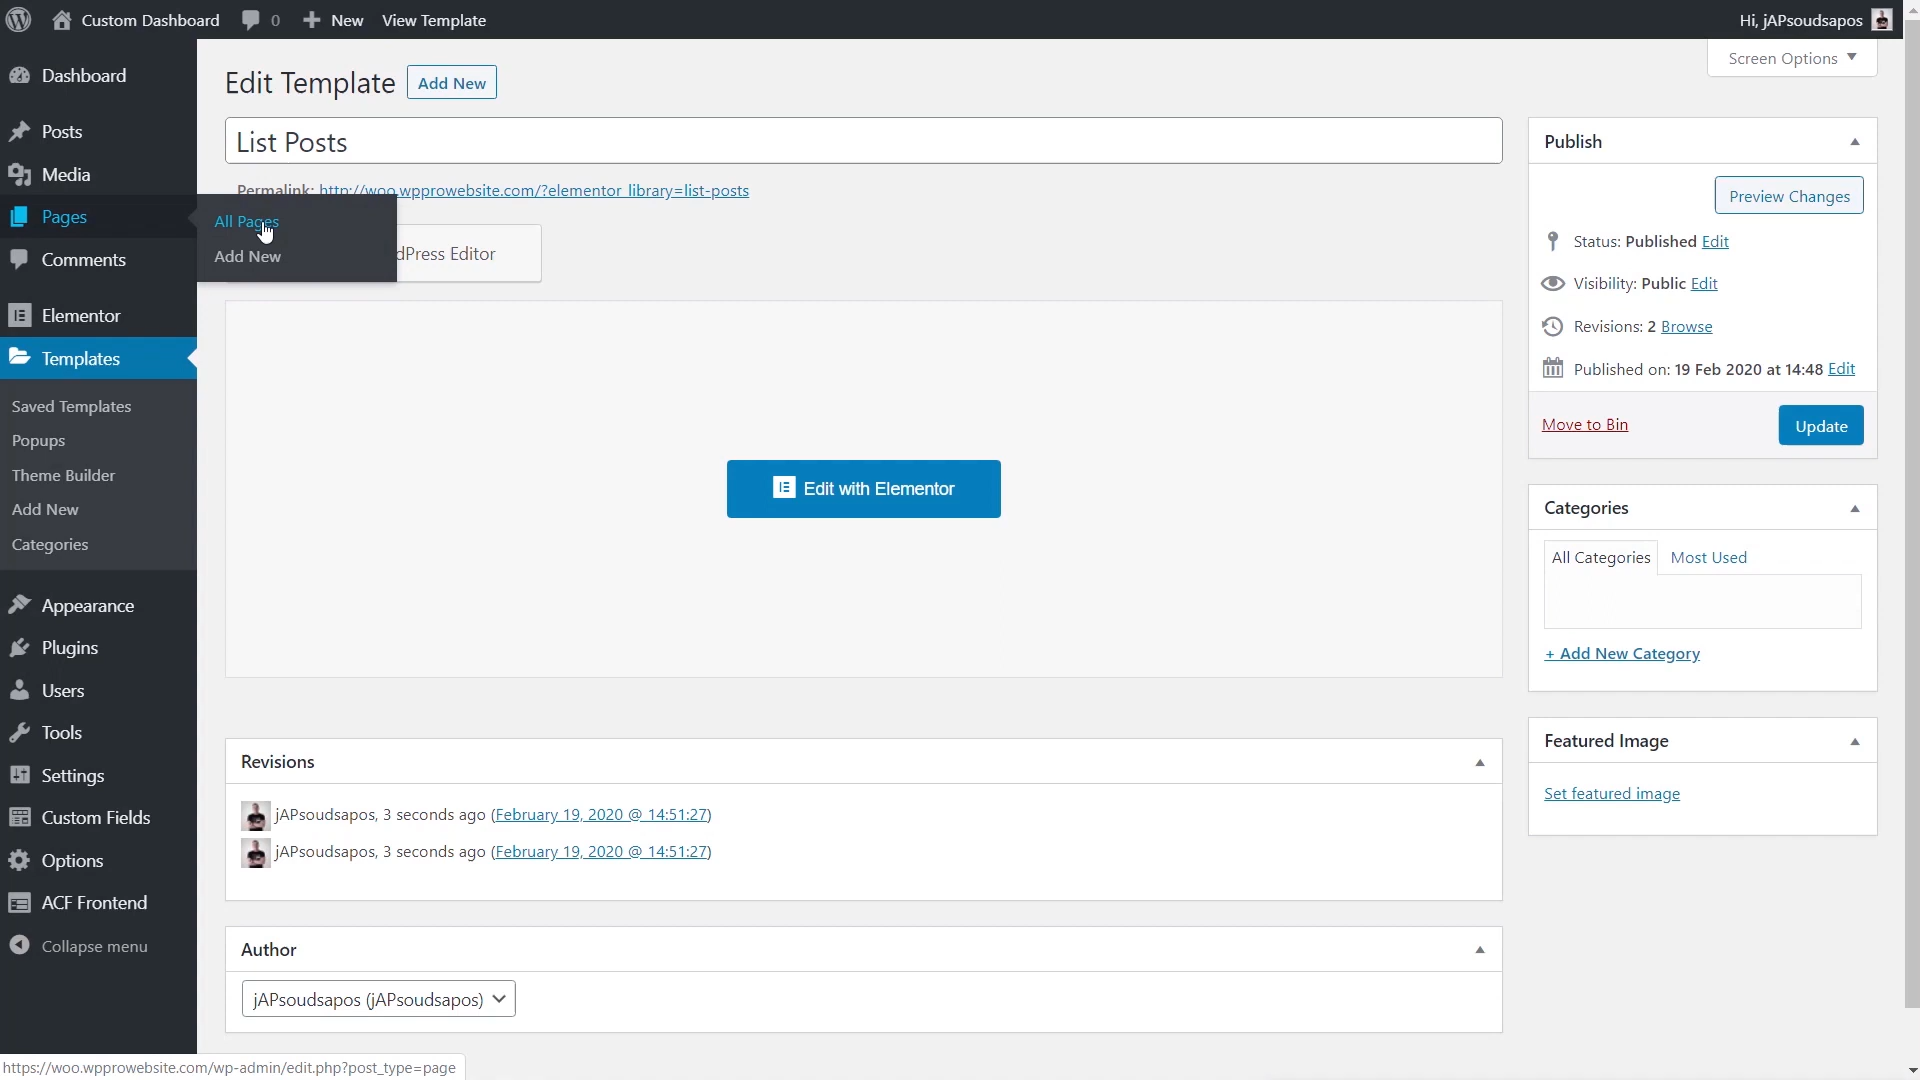 Custom Dashboard 0 New View Template Hi, jAPsoudsapos
Screen Options
Dashboard
Posts
Media
Pages
All Pages
Add New
Comments
Elementor
Templates
Saved Templates
Popups
Theme Builder
Add New
Categories
Appearance
Plugins
Users
Tools
Settings
Custom Fields
Options
ACF Frontend
Collapse menu
Edit Template Add New
List Posts
Permalink: http://woo.wpprowebsite.com/?elementor_library=list-posts
dPress Editor
Edit with Elementor
Revisions
jAPsoudsapos, 3 seconds ago (February 19, 2020 @ 14:51:27)
jAPsoudsapos, 3 seconds ago (February 19, 2020 @ 14:51:27)
Author
jAPsoudsapos (jAPsoudsapos)
Publish
Preview Changes
Status: Published Edit
Visibility: Public Edit
Revisions: 2 Browse
Published on: 19 Feb 2020 at 14:48 Edit
Move to Bin Update
Categories
All Categories Most Used
+ Add New Category
Featured Image
Set featured image
https://woo.wpprowebsite.com/wp-admin/edit.php?post_type=page